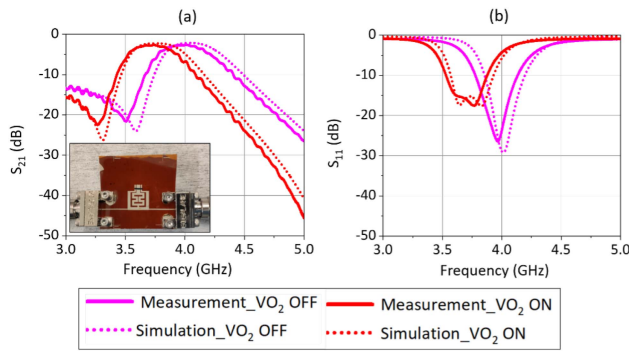 (a)
(b)
S21 (dB)
0
-10
-20
-30
-40
-50
3.0
3.5
4.0
4.5
5.0
Frequency (GHz)
S11 (dB)
0
-10
-20
-30
-40
-50
3.0
3.5
4.0
4.5
5.0
Frequency (GHz)
Measurement_VO2 OFF
Measurement_VO2 ON
Simulation_VO2 OFF
Simulation_VO2 ON